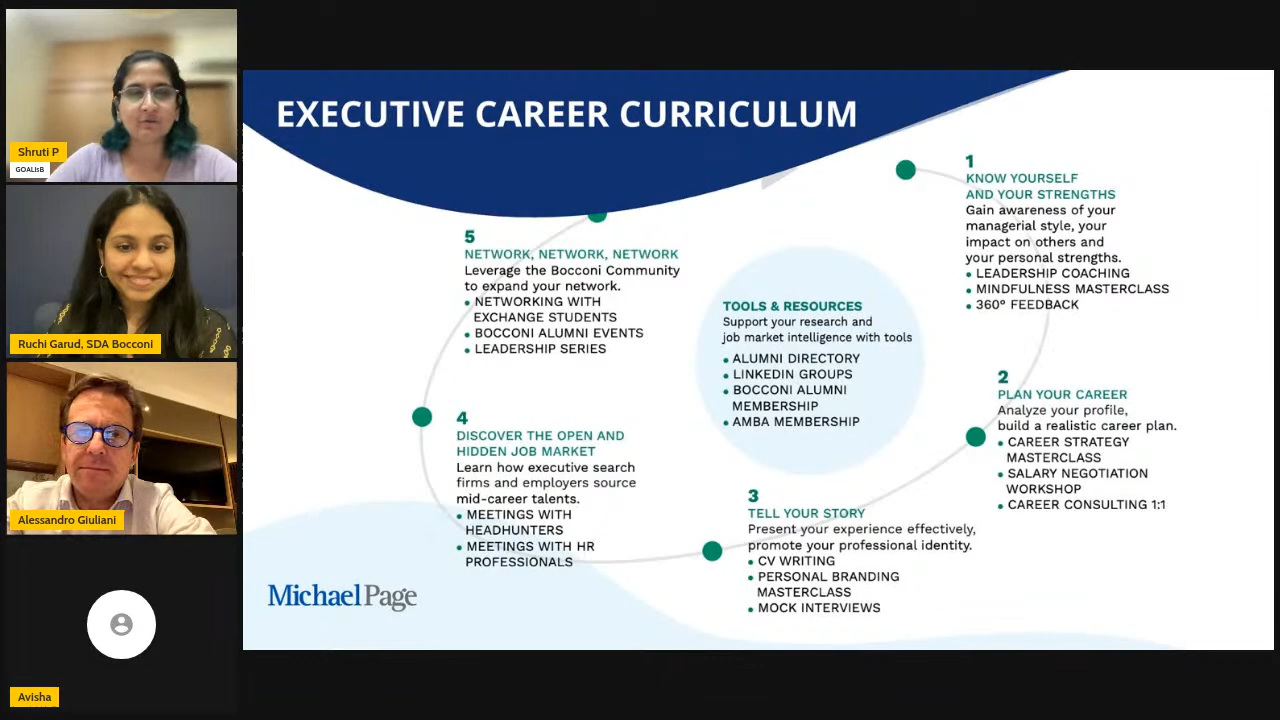 Shruti P
GOALisB
Ruchi Garud, SDA Bocconi
Alessandro Giuliani
Avisha
EXECUTIVE CAREER CURRICULUM
1
KNOW YOURSELF
AND YOUR STRENGTHS
Gain awareness of your
managerial style, your
impact on others and
your personal strengths.
• LEADERSHIP COACHING
• MINDFULNESS MASTERCLASS
• 360° FEEDBACK
2
PLAN YOUR CAREER
Analyze your profile,
build a realistic career plan.
• CAREER STRATEGY
MASTERCLASS
• SALARY NEGOTIATION
WORKSHOP
• CAREER CONSULTING 1:1
3
TELL YOUR STORY
Present your experience effectively,
promote your professional identity.
• CV WRITING
• PERSONAL BRANDING
MASTERCLASS
• MOCK INTERVIEWS
4
DISCOVER THE OPEN AND
HIDDEN JOB MARKET
Learn how executive search
firms and employers source
mid-career talents.
• MEETINGS WITH
HEADHUNTERS
• MEETINGS WITH HR
PROFESSIONALS
5
NETWORK, NETWORK, NETWORK
Leverage the Bocconi Community
to expand your network.
• NETWORKING WITH
EXCHANGE STUDENTS
• BOCCONI ALUMNI EVENTS
• LEADERSHIP SERIES
TOOLS & RESOURCES
Support your research and
job market intelligence with tools
• ALUMNI DIRECTORY
• LINKEDIN GROUPS
• BOCCONI ALUMNI
MEMBERSHIP
• AMBA MEMBERSHIP
MichaelPage